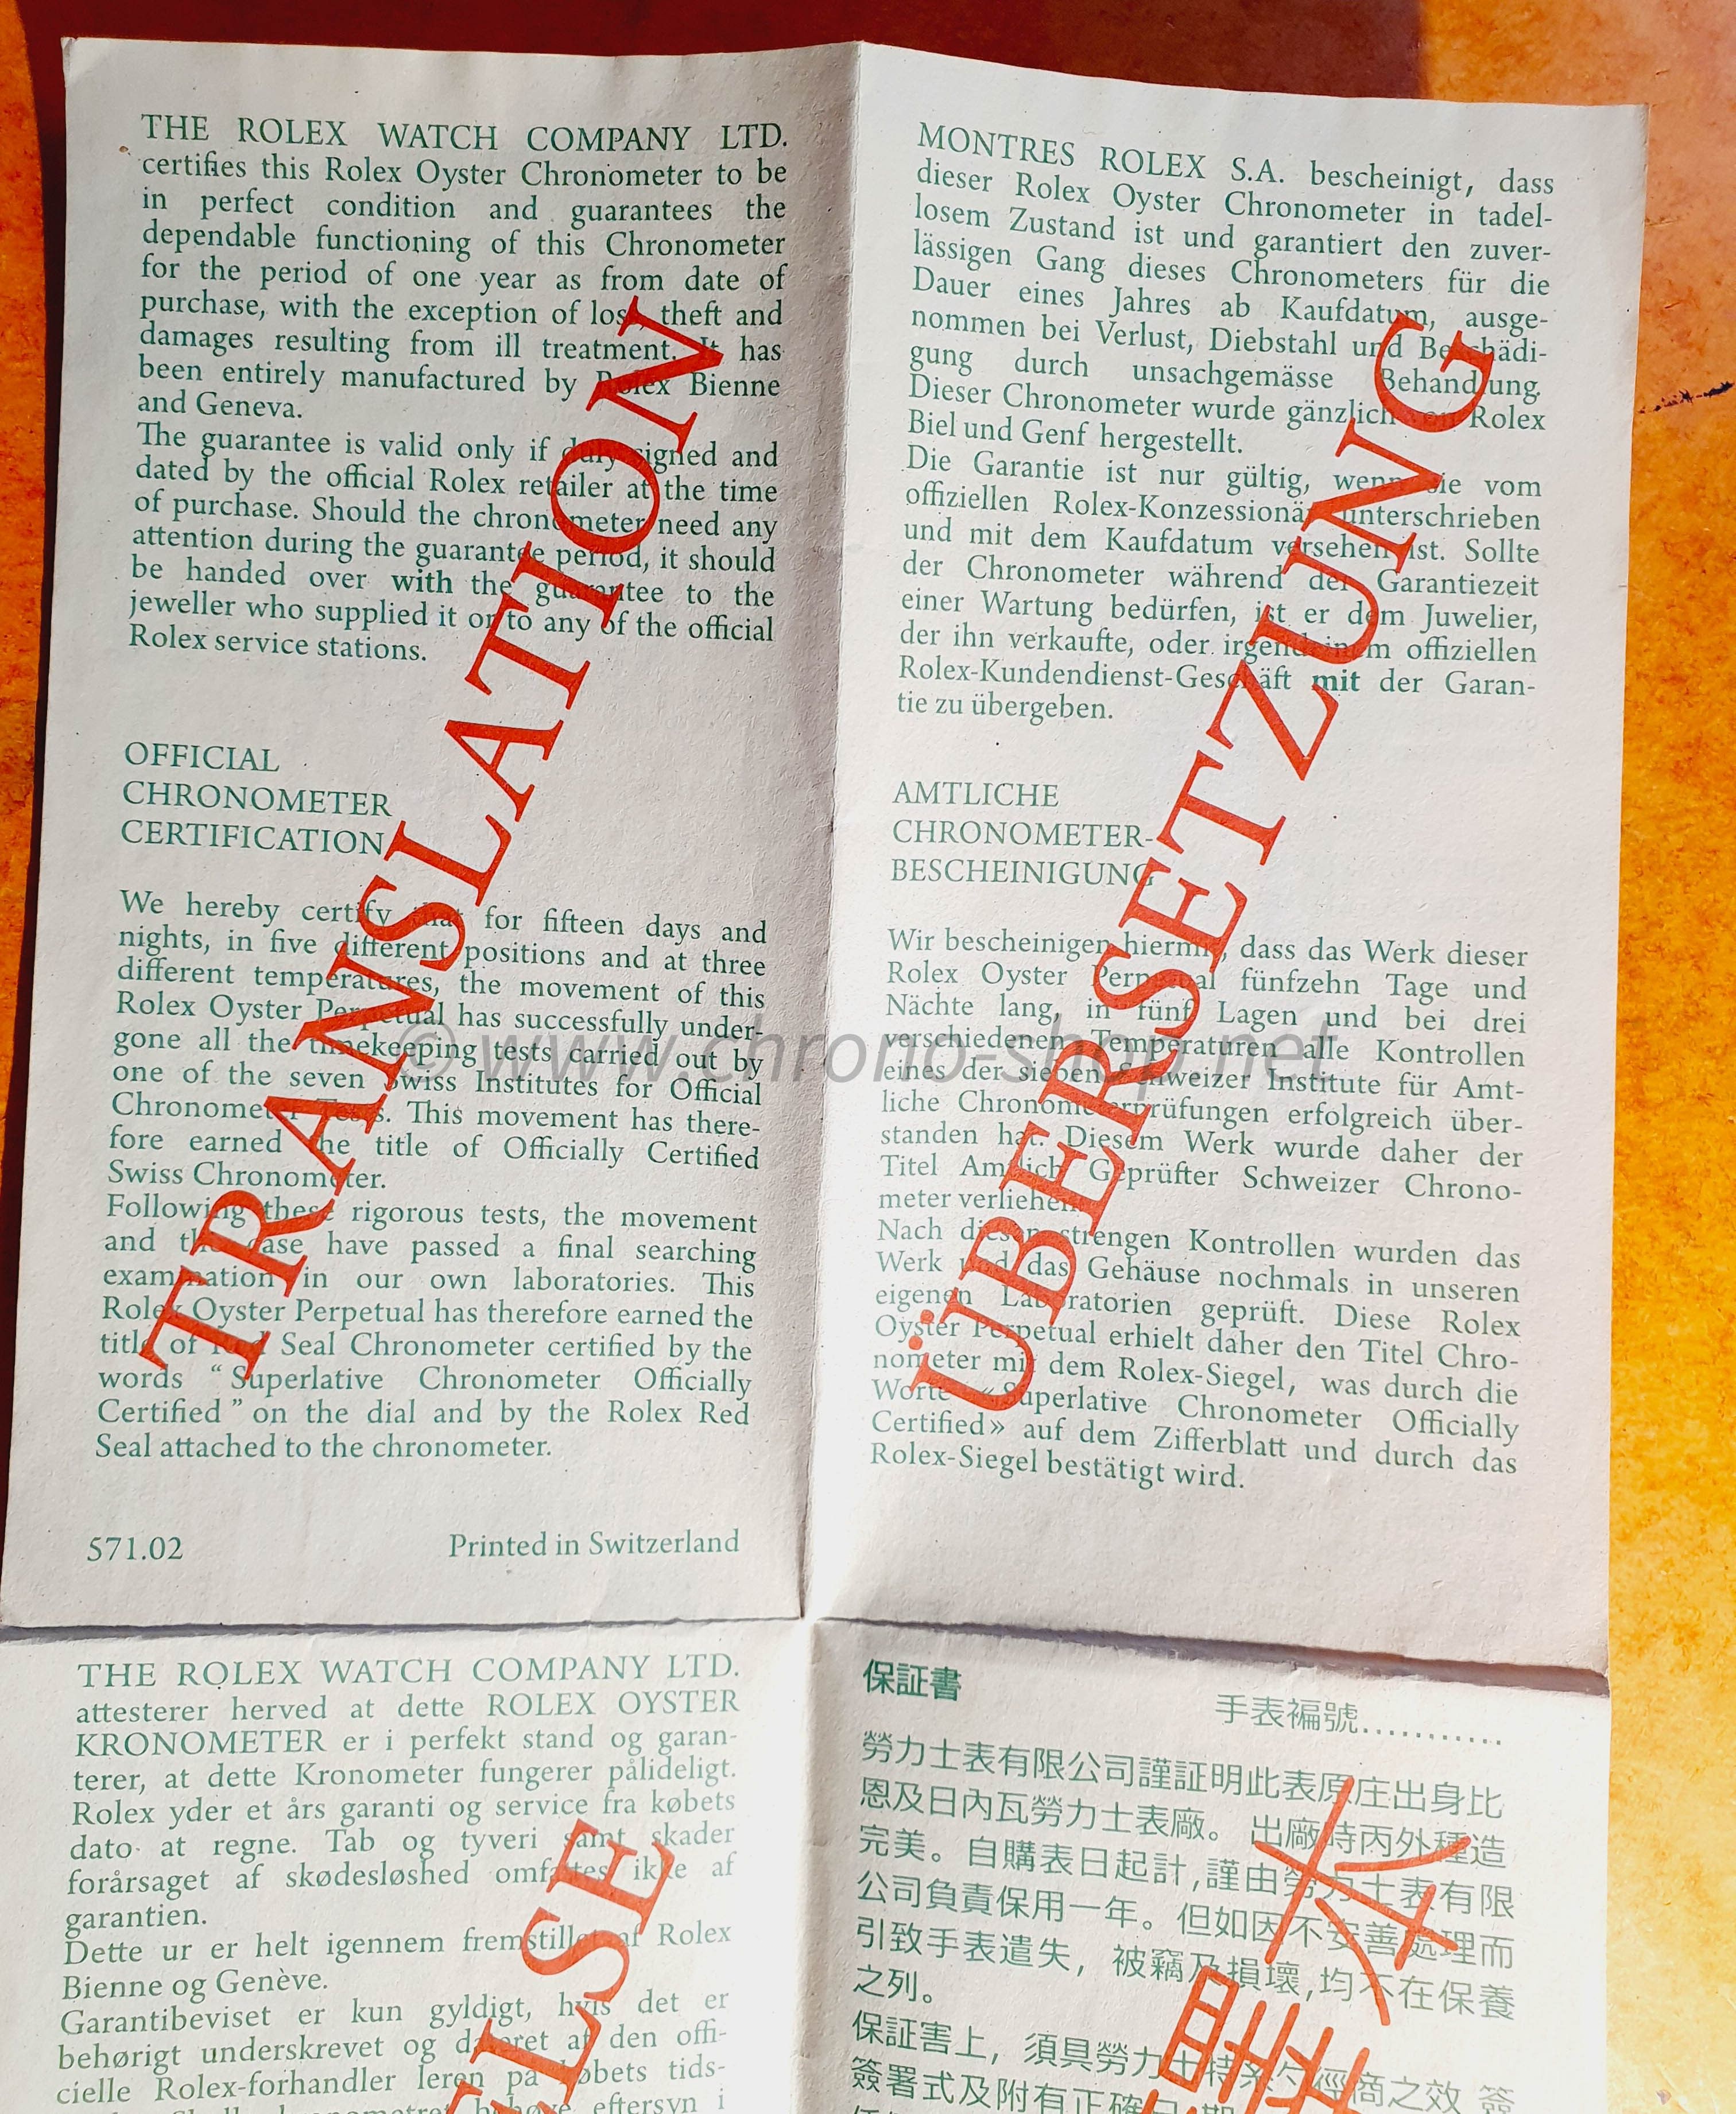 THE ROLEX WATCH COMPANY LTD.
certifies this Rolex Oyster Chronometer to be
in perfect condition and guarantees the
dependable functioning of this Chronometer
for the period of one year as from date of
purchase, with the exception of loss, theft and
damages resulting from ill treatment. It has
been entirely manufactured by Rolex Bienne
and Geneva.
The guarantee is valid only if duly signed and
dated by the official Rolex retailer at the time
of purchase. Should the chronometer need any
attention during the guarantee period, it should
be handed over with the guarantee to the
jeweller who supplied it or to any of the official
Rolex service stations.
OFFICIAL
CHRONOMETER
CERTIFICATION
We hereby certify that for fifteen days and
nights, in five different positions and at three
different temperatures, the movement of this
Rolex Oyster Perpetual has successfully under-
gone all the timekeeping tests carried out by
one of the seven Swiss Institutes for Official
Chronometer Tests. This movement has there-
fore earned the title of Officially Certified
Swiss Chronometer.
Following these rigorous tests, the movement
and the case have passed a final searching
examination in our own laboratories. This
Rolex Oyster Perpetual has therefore earned the
title of Red Seal Chronometer certified by the
words “Superlative Chronometer Officially
Certified” on the dial and by the Rolex Red
Seal attached to the chronometer.
571.02 Printed in Switzerland
TRANSLATION
MONTRES ROLEX S.A. bescheinigt, dass
dieser Rolex Oyster Chronometer in tadel-
losem Zustand ist und garantiert den zuver-
lässigen Gang dieses Chronometers für die
Dauer eines Jahres ab Kaufdatum, ausge-
nommen bei Verlust, Diebstahl und Beschädi-
gung durch unsachgemässe Behandlung.
Dieser Chronometer wurde gänzlich von Rolex
Biel und Genf hergestellt.
Die Garantie ist nur gültig, wenn sie vom
offiziellen Rolex-Konzessionär unterschrieben
und mit dem Kaufdatum versehen ist. Sollte
der Chronometer während der Garantiezeit
einer Wartung bedürfen, ist er dem Juwelier,
der ihn verkaufte, oder irgendeinem offiziellen
Rolex-Kundendienst-Geschäft mit der Garan-
tie zu übergeben.
AMTLICHE
CHRONOMETER-
BESCHEINIGUNG
Wir bescheinigen hiermit, dass das Werk dieser
Rolex Oyster Perpetual fünfzehn Tage und
Nächte lang, in fünf Lagen und bei drei
verschiedenen Temperaturen alle Kontrollen
eines der sieben Schweizer Institute für Amt-
liche Chronometerprüfungen erfolgreich über-
standen hat. Diesem Werk wurde daher der
Titel Amtlich Geprüfter Schweizer Chrono-
meter verliehen.
Nach diesen strengen Kontrollen wurden das
Werk und das Gehäuse nochmals in unseren
eigenen Laboratorien geprüft. Diese Rolex
Oyster Perpetual erhielt daher den Titel Chro-
nometer mit dem Rolex-Siegel, was durch die
Worte «Superlative Chronometer Officially
Certified» auf dem Zifferblatt und durch das
Rolex-Siegel bestätigt wird.
ÜBERSETZUNG
© www.chrono-shop.net
THE ROLEX WATCH COMPANY LTD.
attesterer herved at dette ROLEX OYSTER
KRONOMETER er i perfekt stand og garan-
terer, at dette Kronometer fungerer pålideligt.
Rolex yder et års garanti og service fra købets
dato at regne. Tab og tyveri samt skader
forårsaget af skødesløshed omfattes ikke af
garantien.
Dette ur er helt igennem fremstillet af Rolex
Bienne og Genève.
Garantibeviset er kun gyldigt, hvis det er
behørigt underskrevet og dateret af den offi-
cielle Rolex-forhandler leren på købets tids-
eftersyn i
ELSE
保証書
手表褊號...........
勞力士表有限公司謹証明此表原庄出身比
恩及日內瓦勞力士表廠。出廠時丙外種造
完美。自購表日起計,謹由勞力士表有限
公司負責保用一年。但如因不安善處理而
引致手表遺失，被竊及損壞,均不在保養
之列。
保証害上，須具勞力士特
簽署式及附有正確日期
本